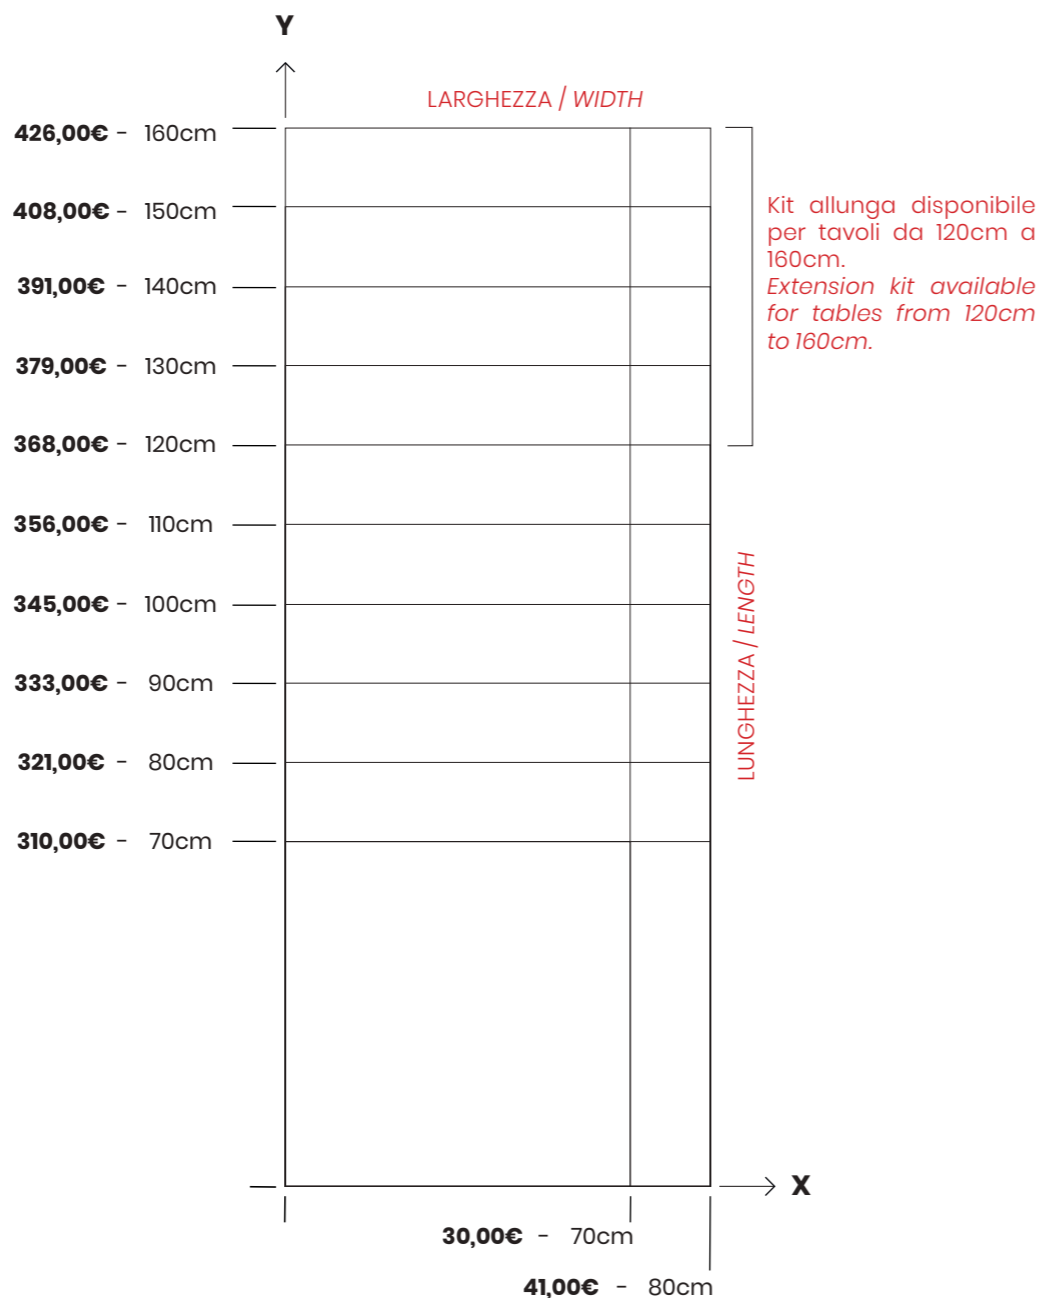 Y
LARGHEZZA / WIDTH
426,00€ - 160cm
408,00€ - 150cm
391,00€ - 140cm
379,00€ - 130cm
368,00€ - 120cm
356,00€ - 110cm
345,00€ - 100cm
333,00€ - 90cm
321,00€ - 80cm
310,00€ - 70cm
Kit allunga disponibile
per tavoli da 120cm a
160cm.
Extension kit available
for tables from 120cm
to 160cm.
LUNGHEZZA / LENGTH
X
30,00€ - 70cm
41,00€ - 80cm